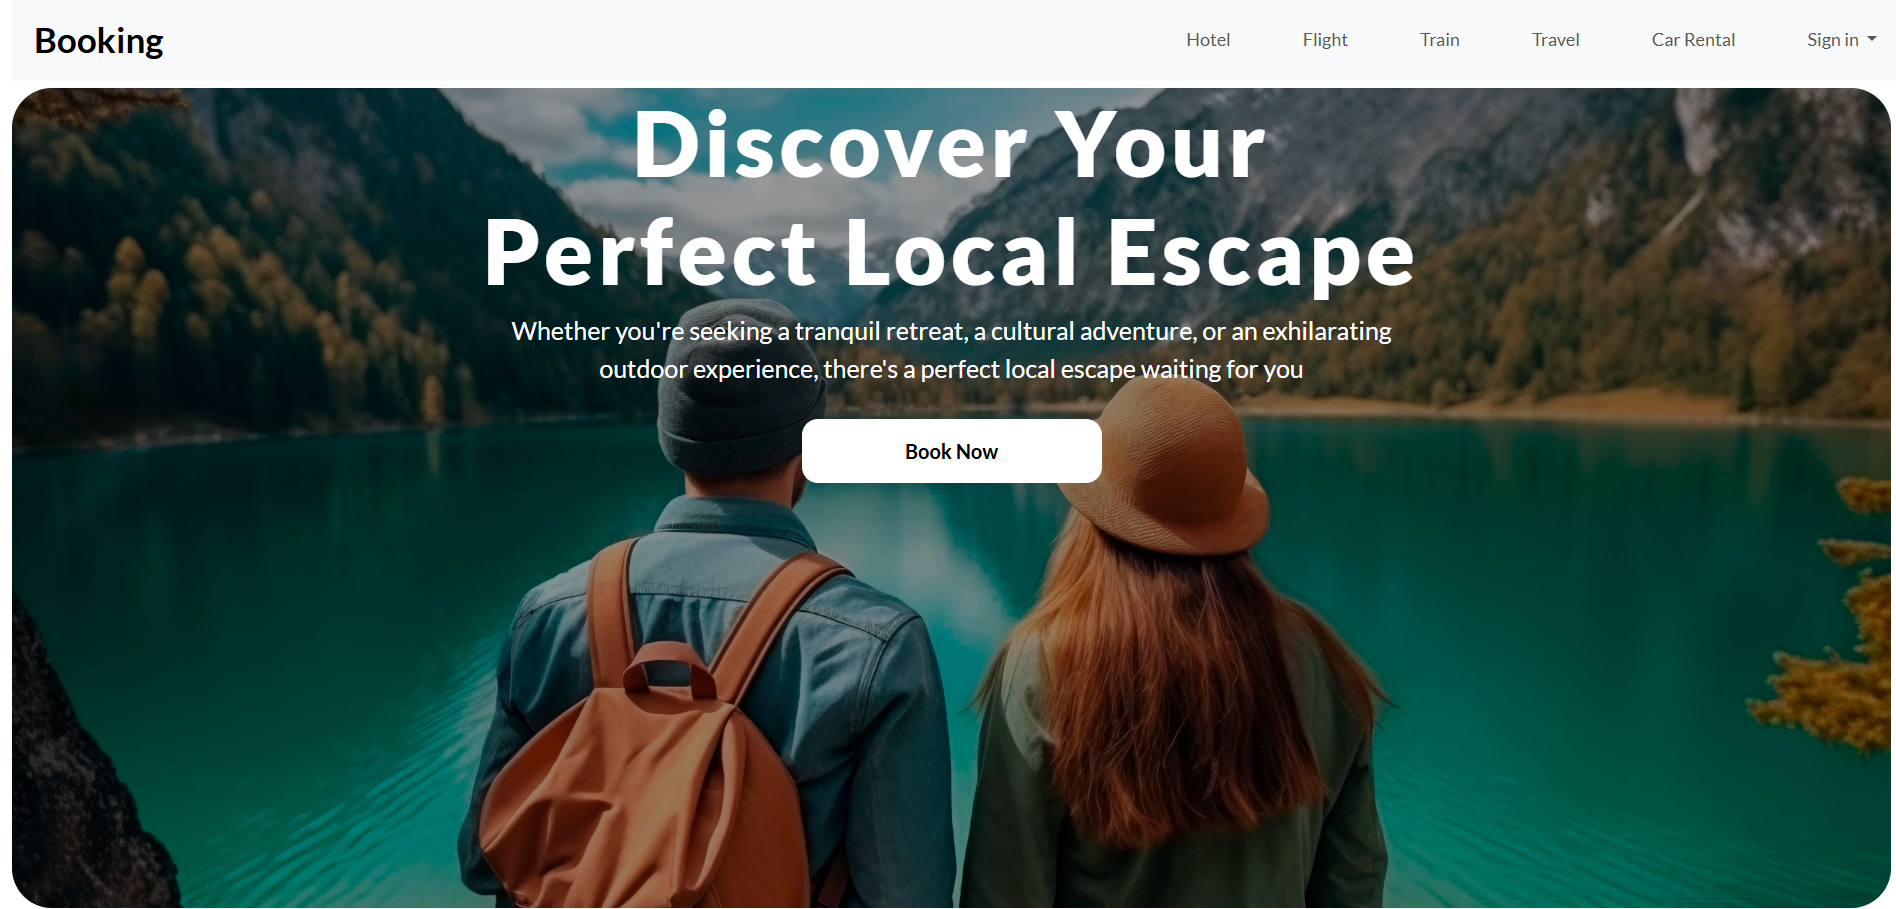 Booking
Hotel
Flight
Train
Travel
Car Rental
Sign in
Discover Your
Perfect Local Escape
Whether you're seeking a tranquil retreat, a cultural adventure, or an exhilarating
outdoor experience, there's a perfect local escape waiting for you
Book Now